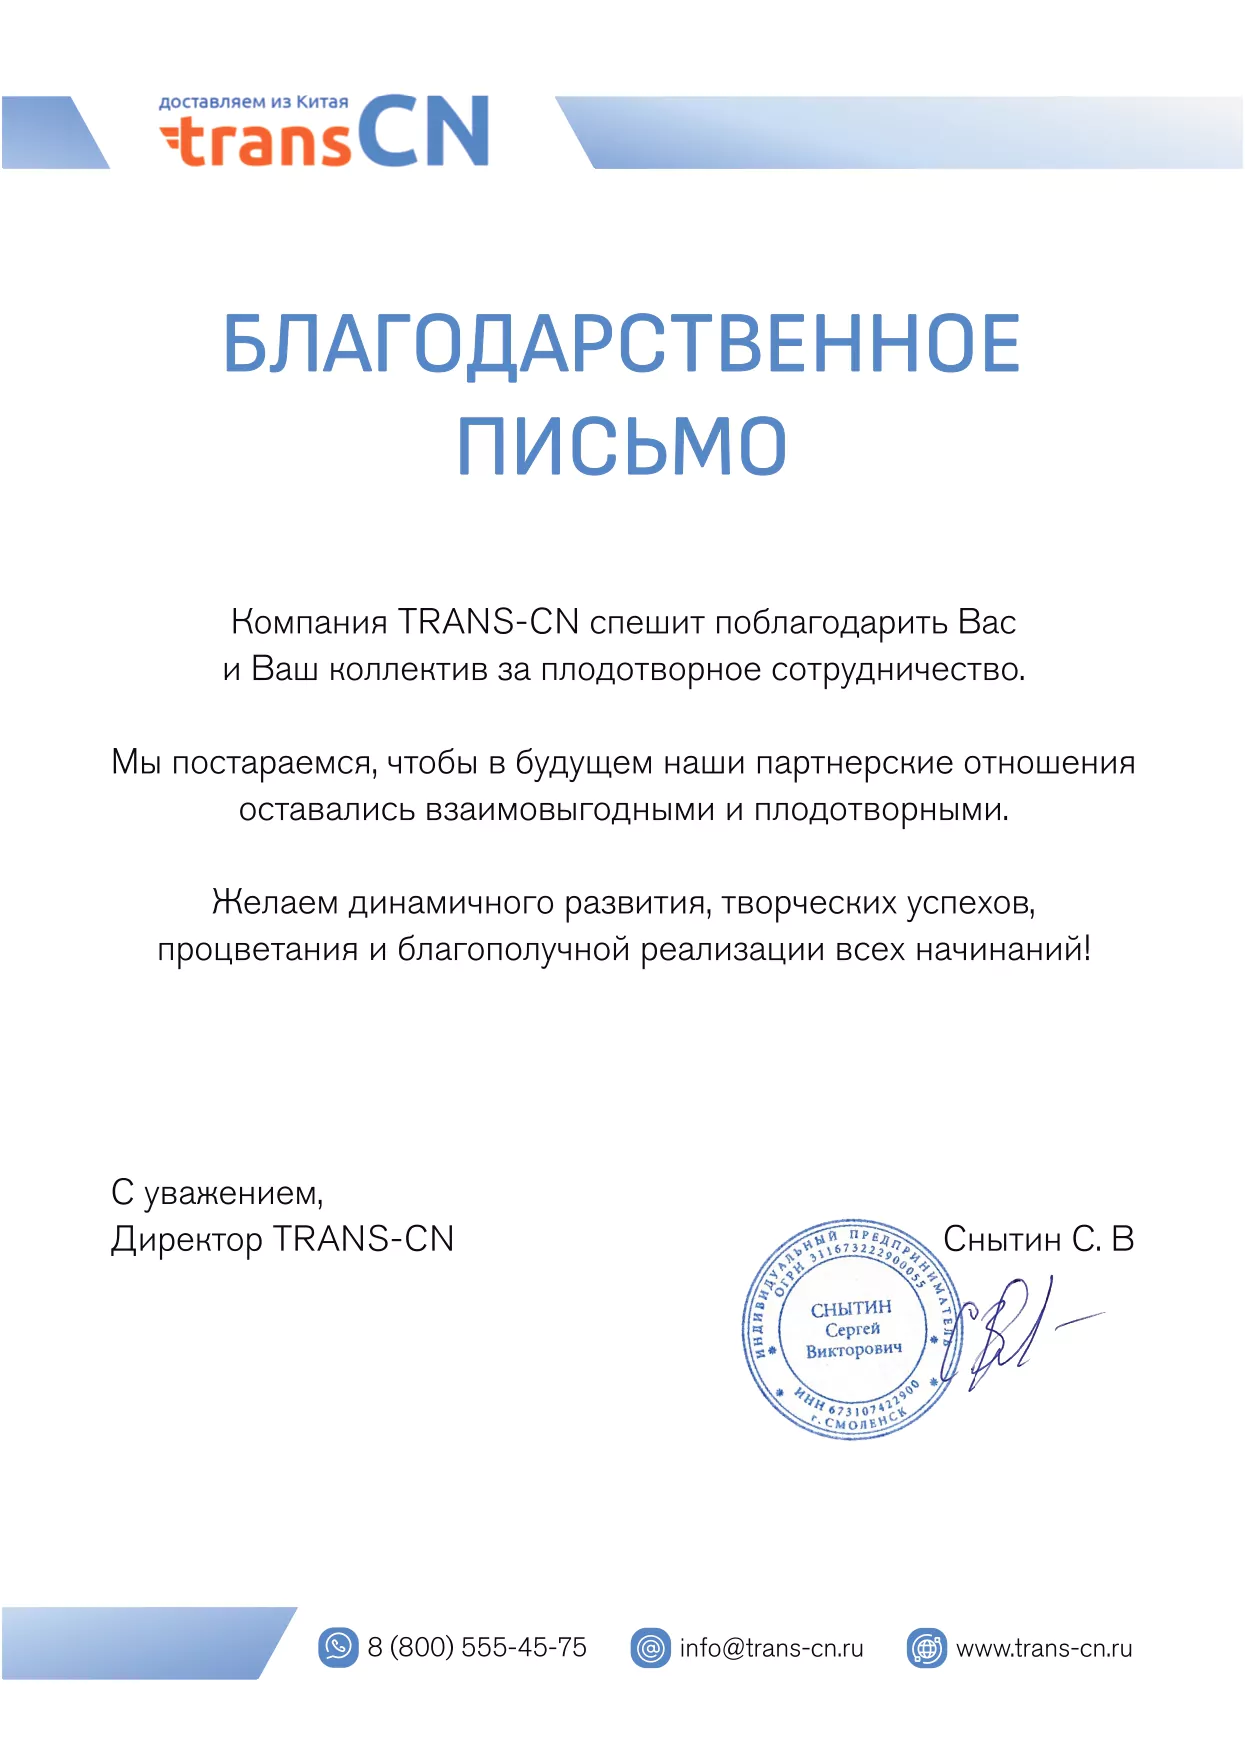 доставляем из Китая
transCN
БЛАГОДАРСТВЕННОЕ
ПИСЬМО
Компания TRANS-CN спешит поблагодарить Вас
и Ваш коллектив за плодотворное сотрудничество.
Мы постараемся, чтобы в будущем наши партнерские отношения
оставались взаимовыгодными и плодотворными.
Желаем динамичного развития, творческих успехов,
процветания и благополучной реализации всех начинаний!
С уважением,
Директор TRANS-CN
Снытин С. В
ИНДИВИДУАЛЬНЫЙ ПРЕДПРИНИМАТЕЛЬ
ОГРН 311673222900055
СНЫТИН
Сергей
Викторович
ИНН 673107422900
г. СМОЛЕНСК
8 (800) 555-45-75
info@trans-cn.ru
www.trans-cn.ru